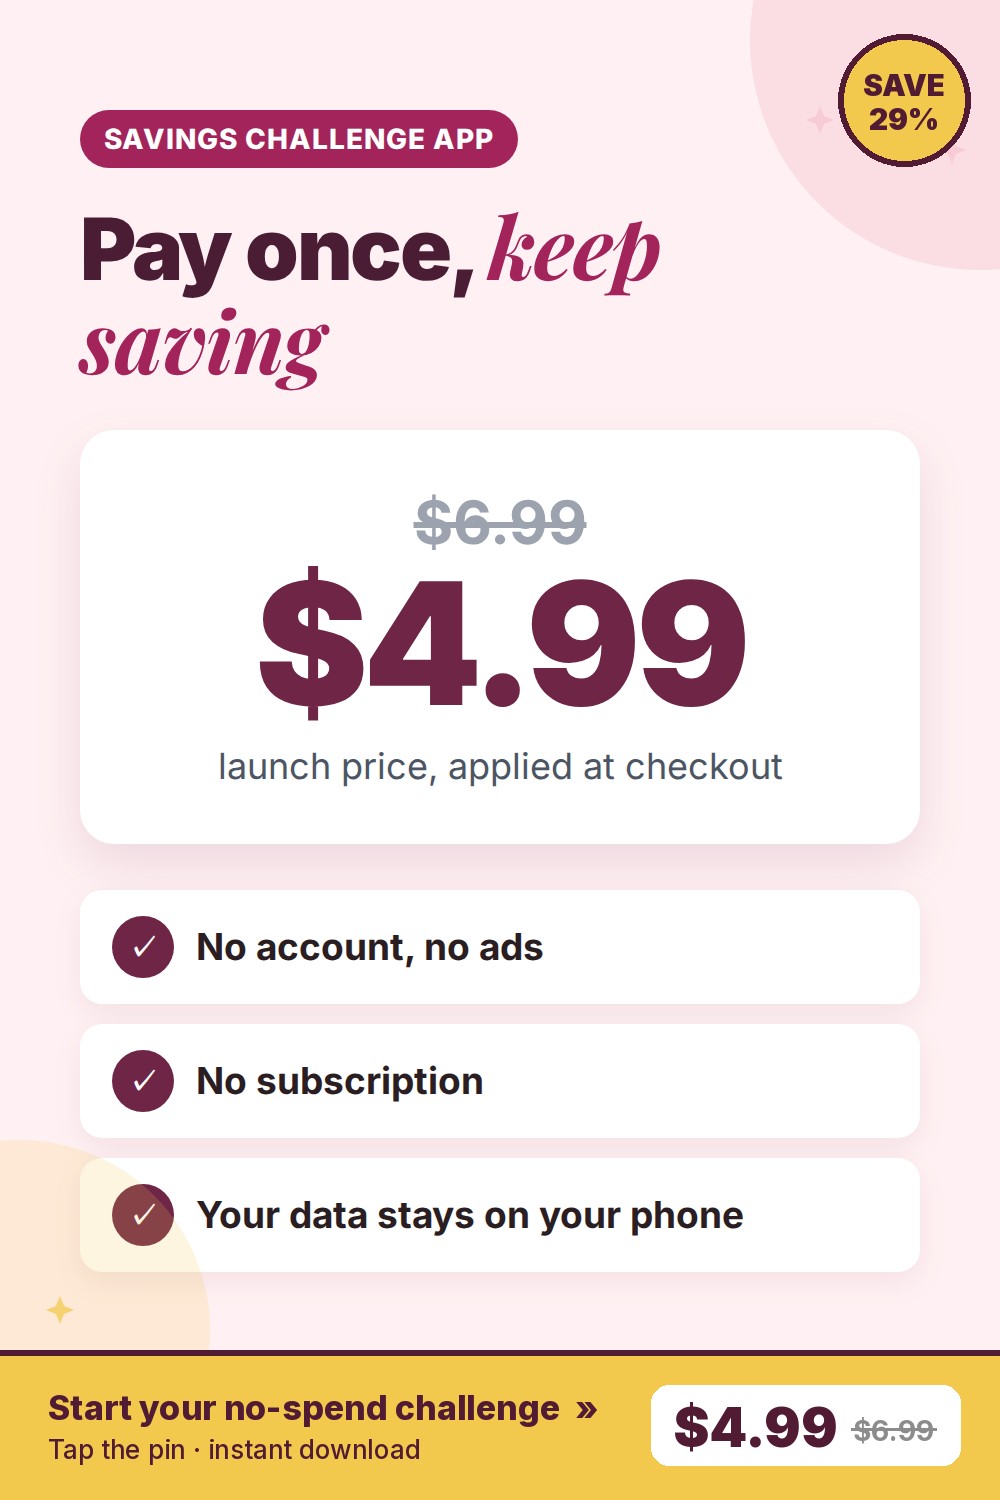 SAVE
29%
SAVINGS CHALLENGE APP
Pay once, keep
saving
$6.99
$4.99
launch price, applied at checkout
✓ No account, no ads
✓ No subscription
✓ Your data stays on your phone
Start your no-spend challenge »
Tap the pin · instant download
$4.99 $6.99